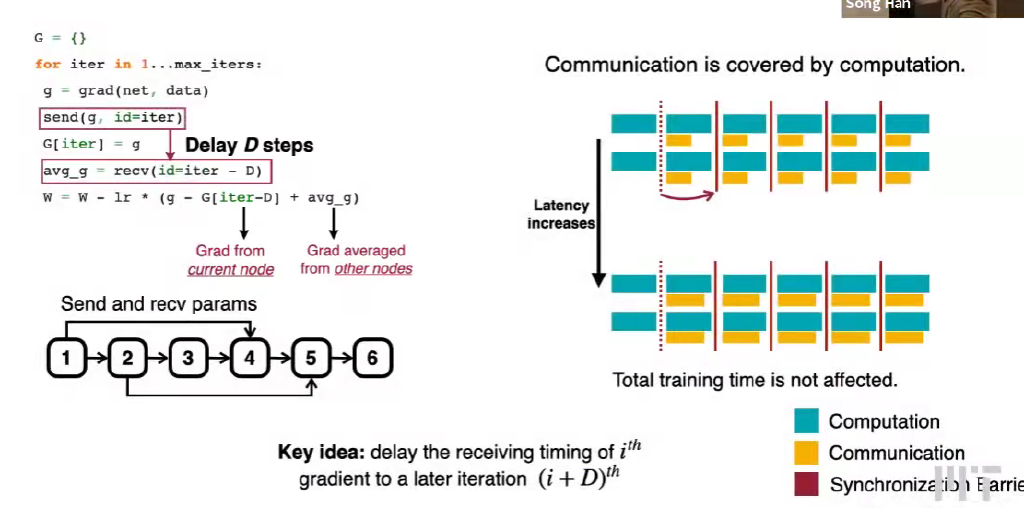 Song Han
G = {}
for iter in 1...max_iters:
g = grad(net, data)
send(g, id=iter)
G[iter] = g
Delay D steps
avg_g = recv(id=iter - D)
W = W - lr * (g - G[iter-D] + avg_g)
Grad from
current node
Grad averaged
from other nodes
Send and recv params
1 2 3 4 5 6
Communication is covered by computation.
Latency
increases
Total training time is not affected.
Computation
Communication
Synchronization Barrie
MIT
Key idea: delay the receiving timing of i^th
gradient to a later iteration (i + D)^th